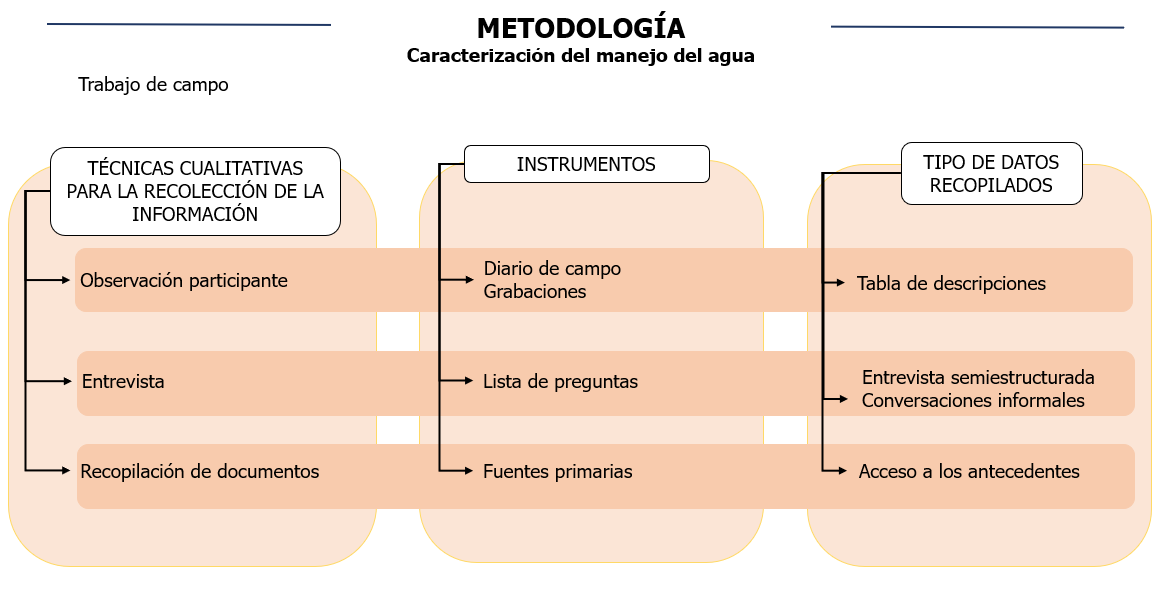 METODOLOGÍA
Caracterización del manejo del agua
Trabajo de campo
TÉCNICAS CUALITATIVAS
PARA LA RECOLECCIÓN DE LA
INFORMACIÓN
Observación participante
Entrevista
Recopilación de documentos
INSTRUMENTOS
Diario de campo
Grabaciones
Lista de preguntas
Fuentes primarias
TIPO DE DATOS
RECOPILADOS
Tabla de descripciones
Entrevista semiestructurada
Conversaciones informales
Acceso a los antecedentes